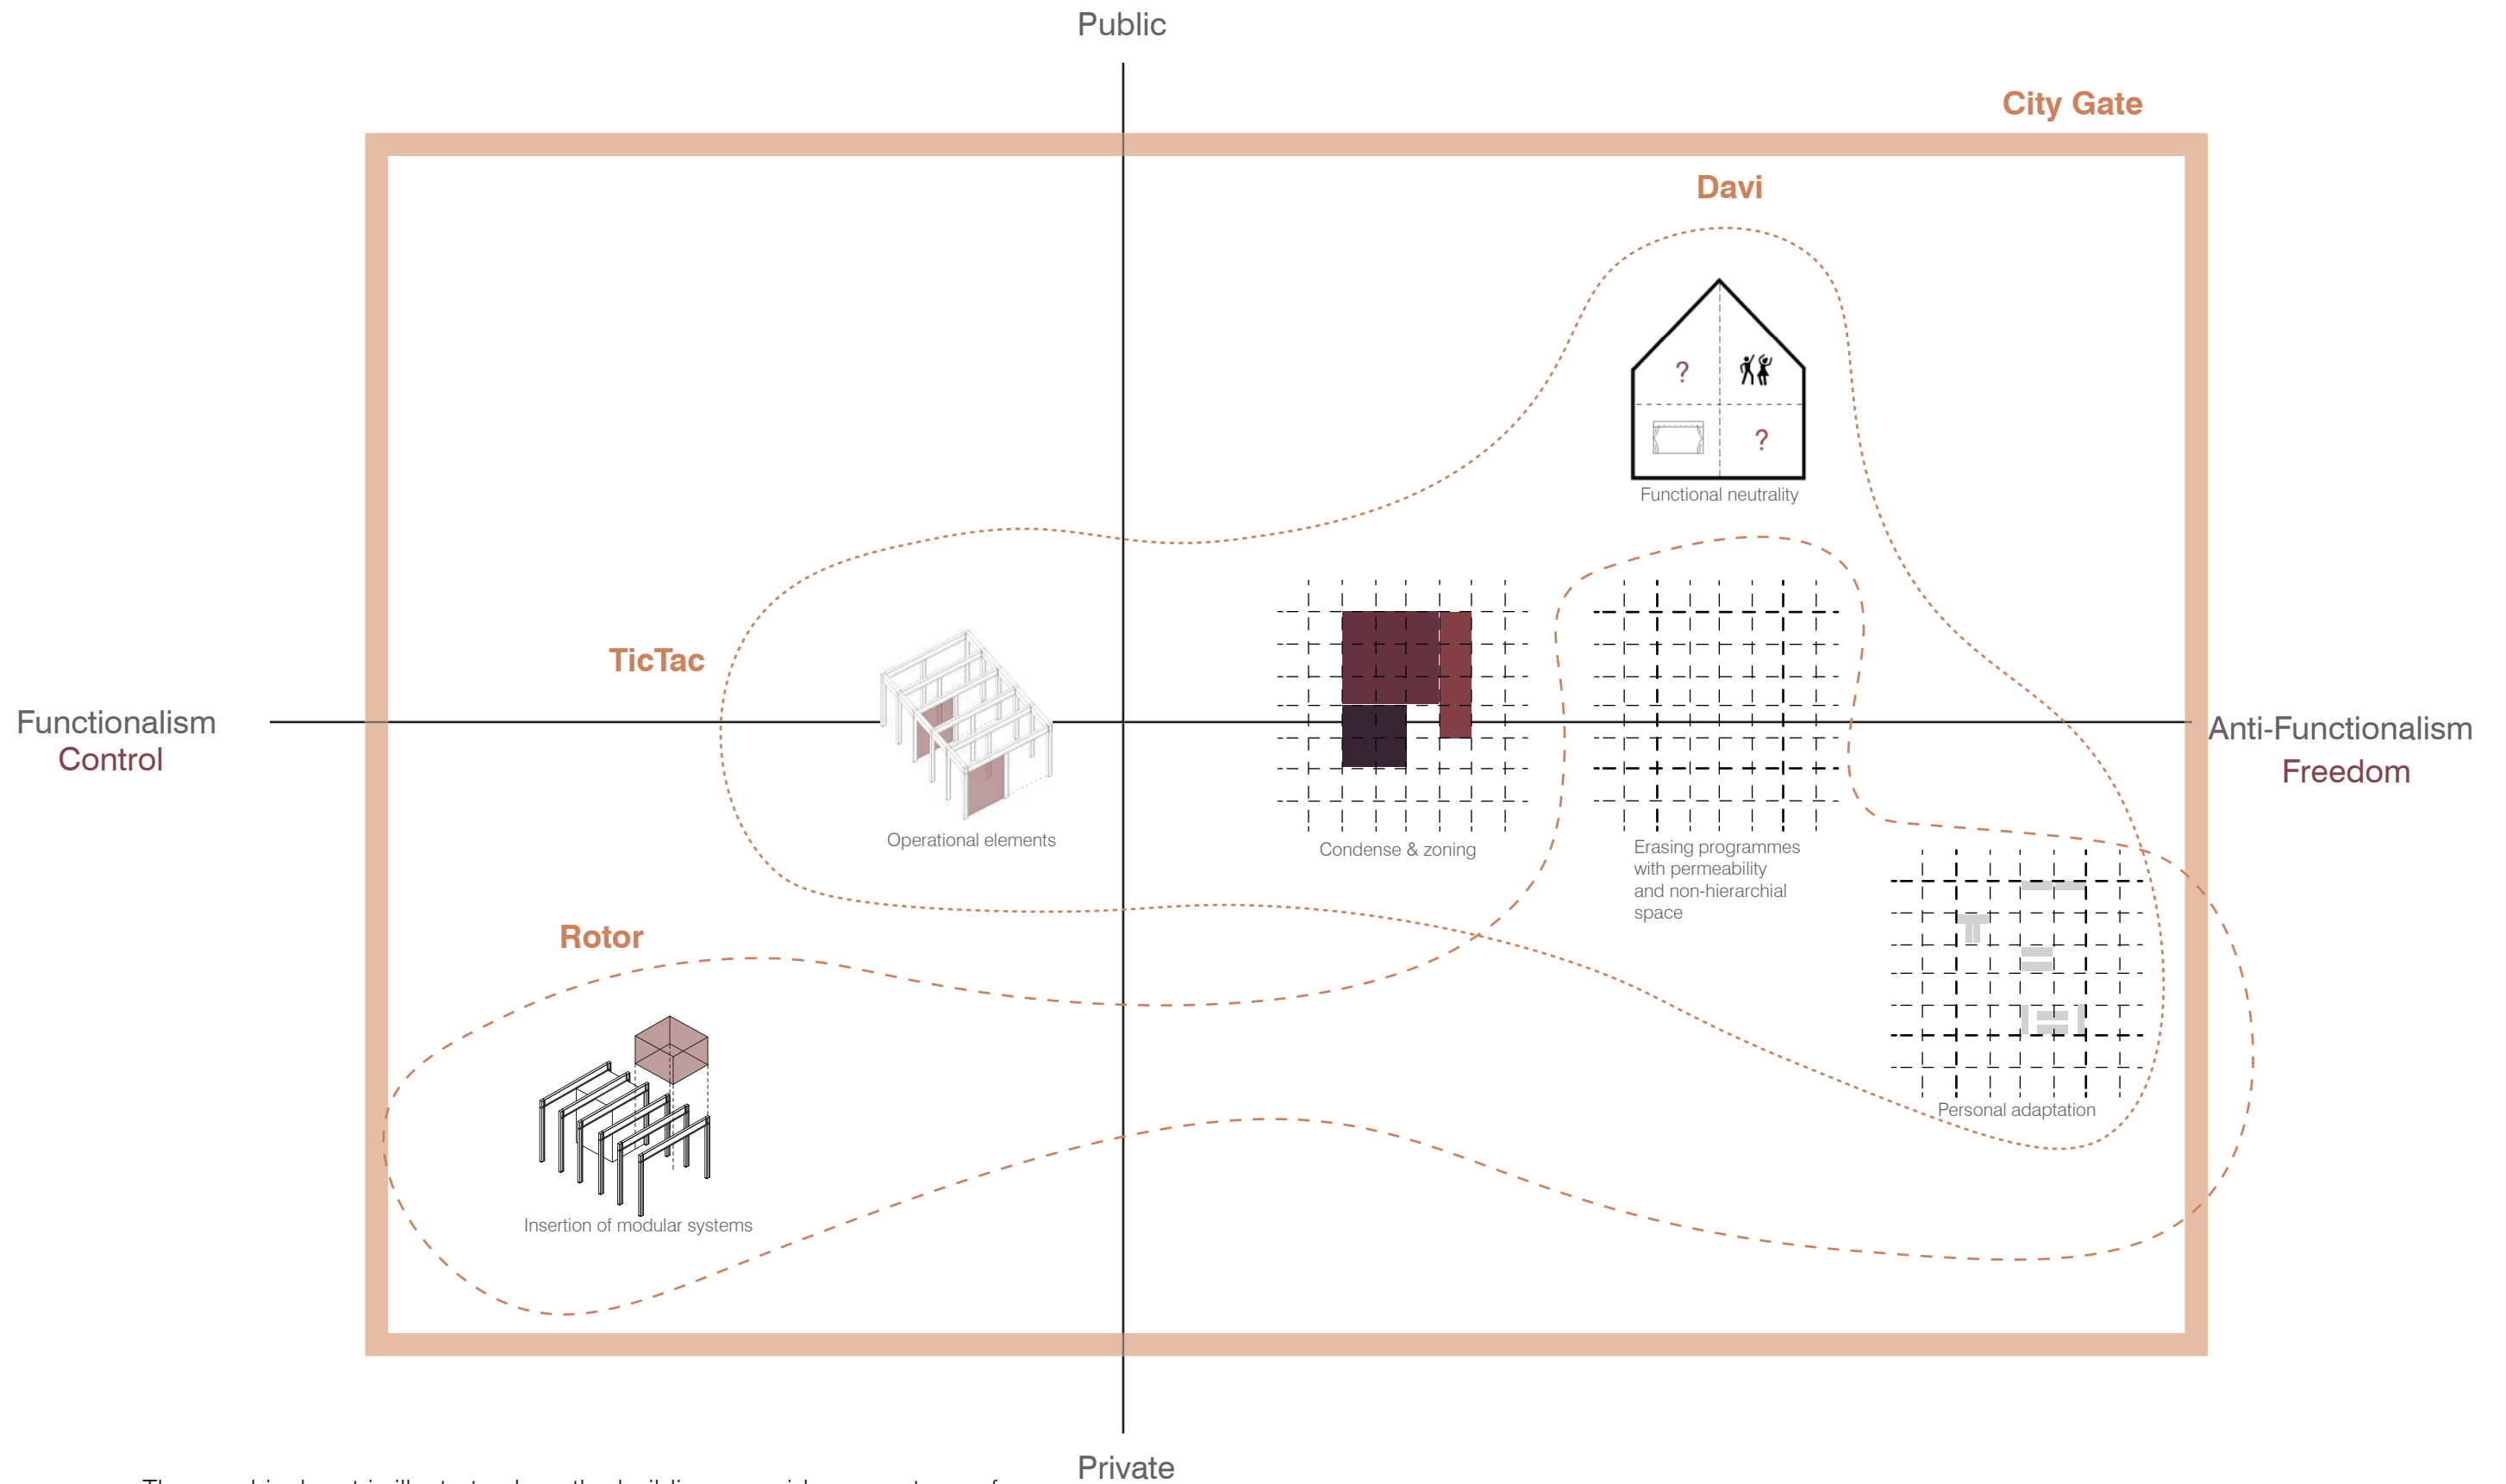 Public
City Gate
Davi
?
?
Functional neutrality
TicTac
Functionalism
Control
Anti-Functionalism
Freedom
Operational elements
Condense & zoning
Erasing programmes
with permeability
and non-hierarchial
space
Rotor
Personal adaptation
Insertion of modular systems
Private